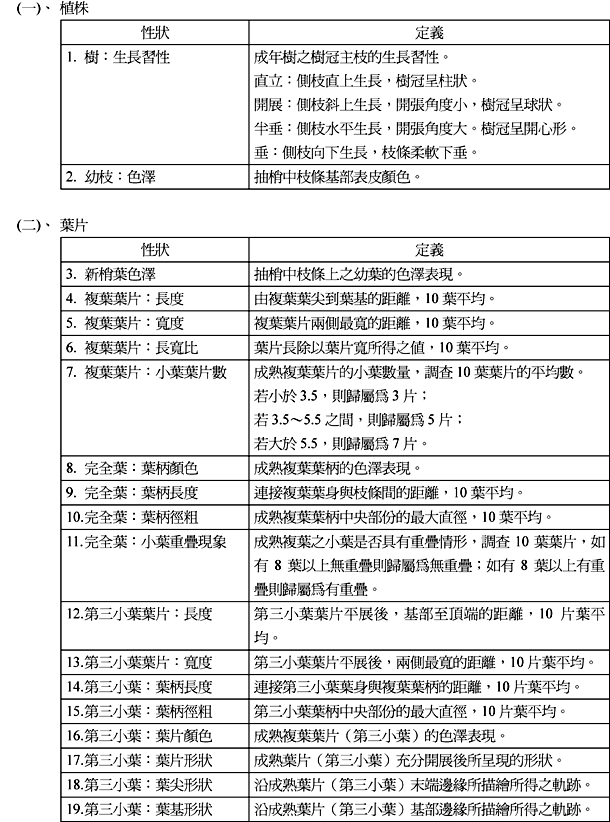 (一)、 植株
性狀 定義
1. 樹：生長習性 成年樹之樹冠主枝的生長習性。
直立：側枝直上生長，樹冠呈柱狀。
開展：側枝斜上生長，開張角度小，樹冠呈球狀。
半垂：側枝水平生長，開張角度大。樹冠呈開心形。
垂：側枝向下生長，枝條柔軟下垂。
2. 幼枝：色澤 抽梢中枝條基部表皮顏色。
(二)、 葉片
性狀 定義
3. 新梢葉色澤 抽梢中枝條上之幼葉的色澤表現。
4. 複葉葉片：長度 由複葉葉尖到葉基的距離，10 葉平均。
5. 複葉葉片：寬度 複葉葉片兩側最寬的距離，10 葉平均。
6. 複葉葉片：長寬比 葉片長除以葉片寬所得之值，10 葉平均。
7. 複葉葉片：小葉葉片數 成熟複葉葉片的小葉數量，調查 10 葉葉片的平均數。
若小於 3.5，則歸屬為 3 片；
若 3.5～5.5 之間，則歸屬為 5 片；
若大於 5.5，則歸屬為 7 片。
8. 完全葉：葉柄顏色 成熟複葉葉柄的色澤表現。
9. 完全葉：葉柄長度 連接複葉葉身與枝條間的距離，10 葉平均。
10.完全葉：葉柄徑粗 成熟複葉葉柄中央部份的最大直徑，10 葉平均。
11.完全葉：小葉重疊現象 成熟複葉之小葉是否具有重疊情形，調查 10 葉葉片，如
有 8 葉以上無重疊則歸屬為無重疊；如有 8 葉以上有重
疊則歸屬為有重疊。
12.第三小葉葉片：長度 第三小葉葉片平展後，基部至頂端的距離，10 片葉平
均。
13.第三小葉葉片：寬度 第三小葉葉片平展後，兩側最寬的距離，10 片葉平均。
14.第三小葉：葉柄長度 連接第三小葉葉身與複葉葉柄的距離，10 片葉平均。
15.第三小葉：葉柄徑粗 第三小葉葉柄中央部份的最大直徑，10 片葉平均。
16.第三小葉：葉片顏色 成熟複葉葉片（第三小葉）的色澤表現。
17.第三小葉：葉片形狀 成熟葉片（第三小葉）充分開展後所呈現的形狀。
18.第三小葉：葉尖形狀 沿成熟葉片（第三小葉）末端邊緣所描繪所得之軌跡。
19.第三小葉：葉基形狀 沿成熟葉片（第三小葉）基部邊緣所描繪所得之軌跡。